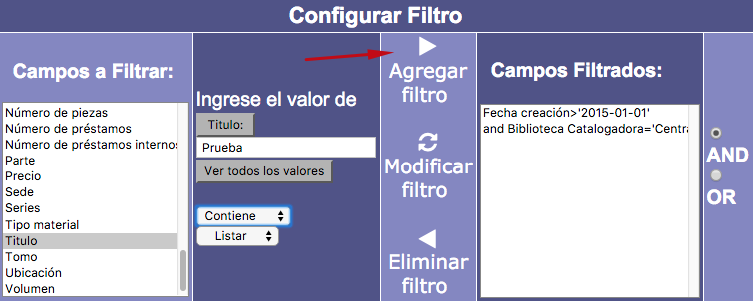 Configurar Filtro
Campos a Filtrar:
Número de piezas
Número de préstamos
Número de préstamos internos
Parte
Precio
Sede
Series
Tipo material
Titulo
Tomo
Ubicación
Volumen
Ingrese el valor de
Titulo:
Prueba
Ver todos los valores
Contiene
Listar
Agregar
filtro
Modificar
filtro
Eliminar
filtro
Campos Filtrados:
Fecha creación>'2015-01-01'
and Biblioteca Catalogadora='Centra
AND
OR